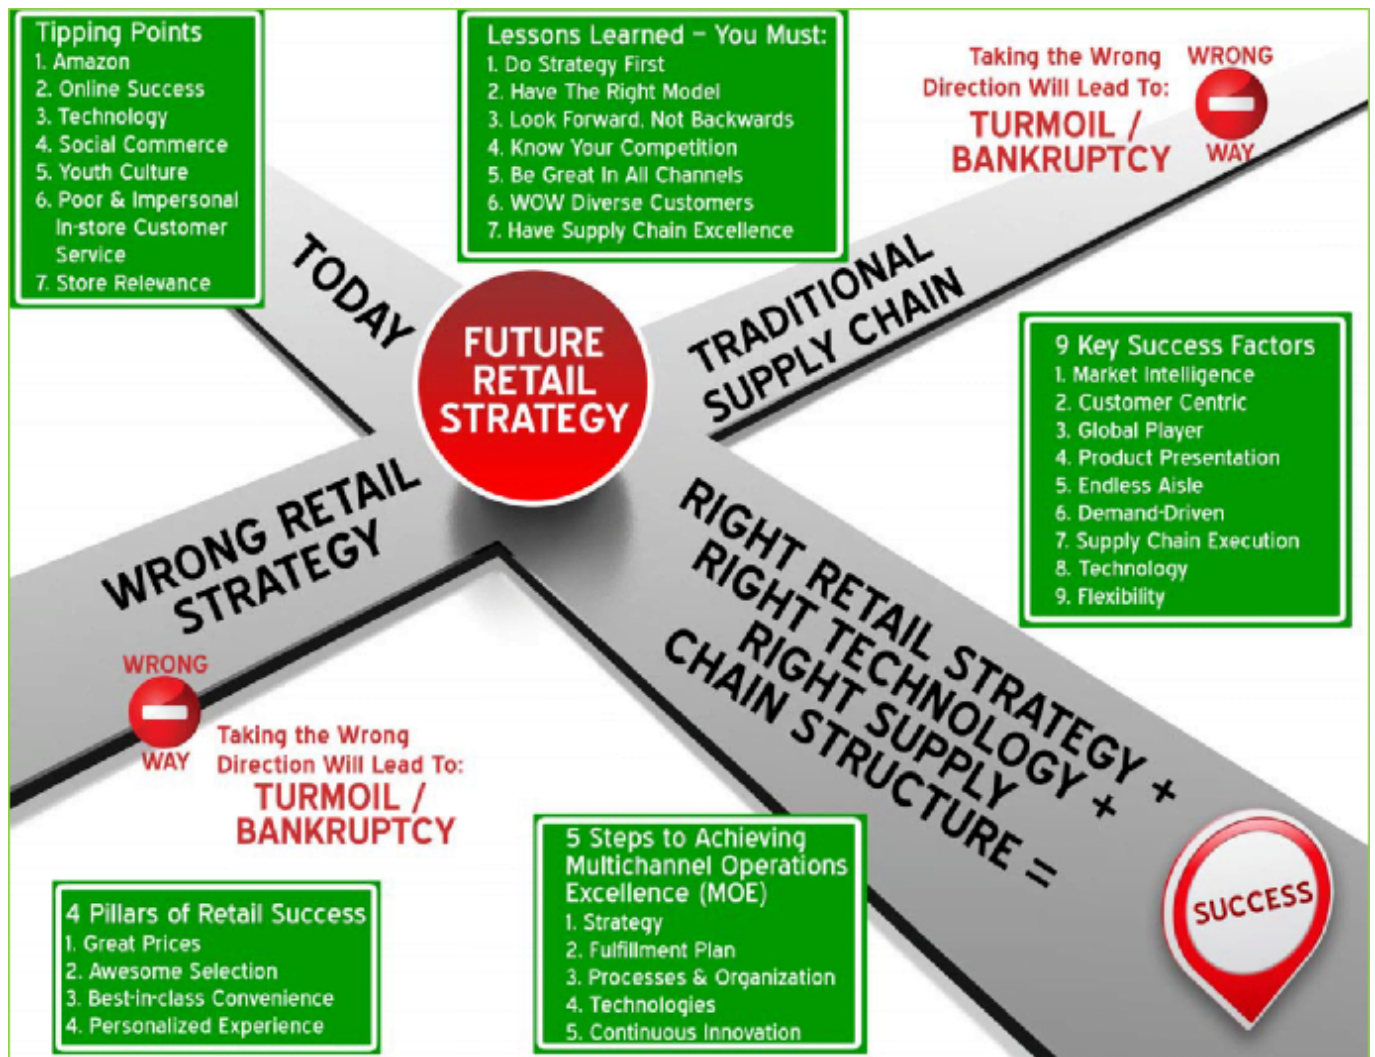 Tipping Points
1. Amazon
2. Online Success
3. Technology
4. Social Commerce
5. Youth Culture
6. Poor & Impersonal
In-store Customer
Service
7. Store Relevance
Lessons Learned – You Must:
1. Do Strategy First
2. Have The Right Model
3. Look Forward, Not Backwards
4. Know Your Competition
5. Be Great In All Channels
6. WOW Diverse Customers
7. Have Supply Chain Excellence
Taking the Wrong
Direction Will Lead To:
TURMOIL /
BANKRUPTCY
WRONG
WAY
TODAY
FUTURE
RETAIL
STRATEGY
TRADITIONAL
SUPPLY CHAIN
9 Key Success Factors
1. Market Intelligence
2. Customer Centric
3. Global Player
4. Product Presentation
5. Endless Aisle
6. Demand-Driven
7. Supply Chain Execution
8. Technology
9. Flexibility
WRONG RETAIL
STRATEGY
RIGHT RETAIL STRATEGY +
RIGHT TECHNOLOGY +
RIGHT SUPPLY
CHAIN STRUCTURE =
WRONG
WAY
Taking the Wrong
Direction Will Lead To:
TURMOIL /
BANKRUPTCY
SUCCESS
4 Pillars of Retail Success
1. Great Prices
2. Awesome Selection
3. Best-in-class Convenience
4. Personalized Experience
5 Steps to Achieving
Multichannel Operations
Excellence (MOE)
1. Strategy
2. Fulfillment Plan
3. Processes & Organization
4. Technologies
5. Continuous Innovation